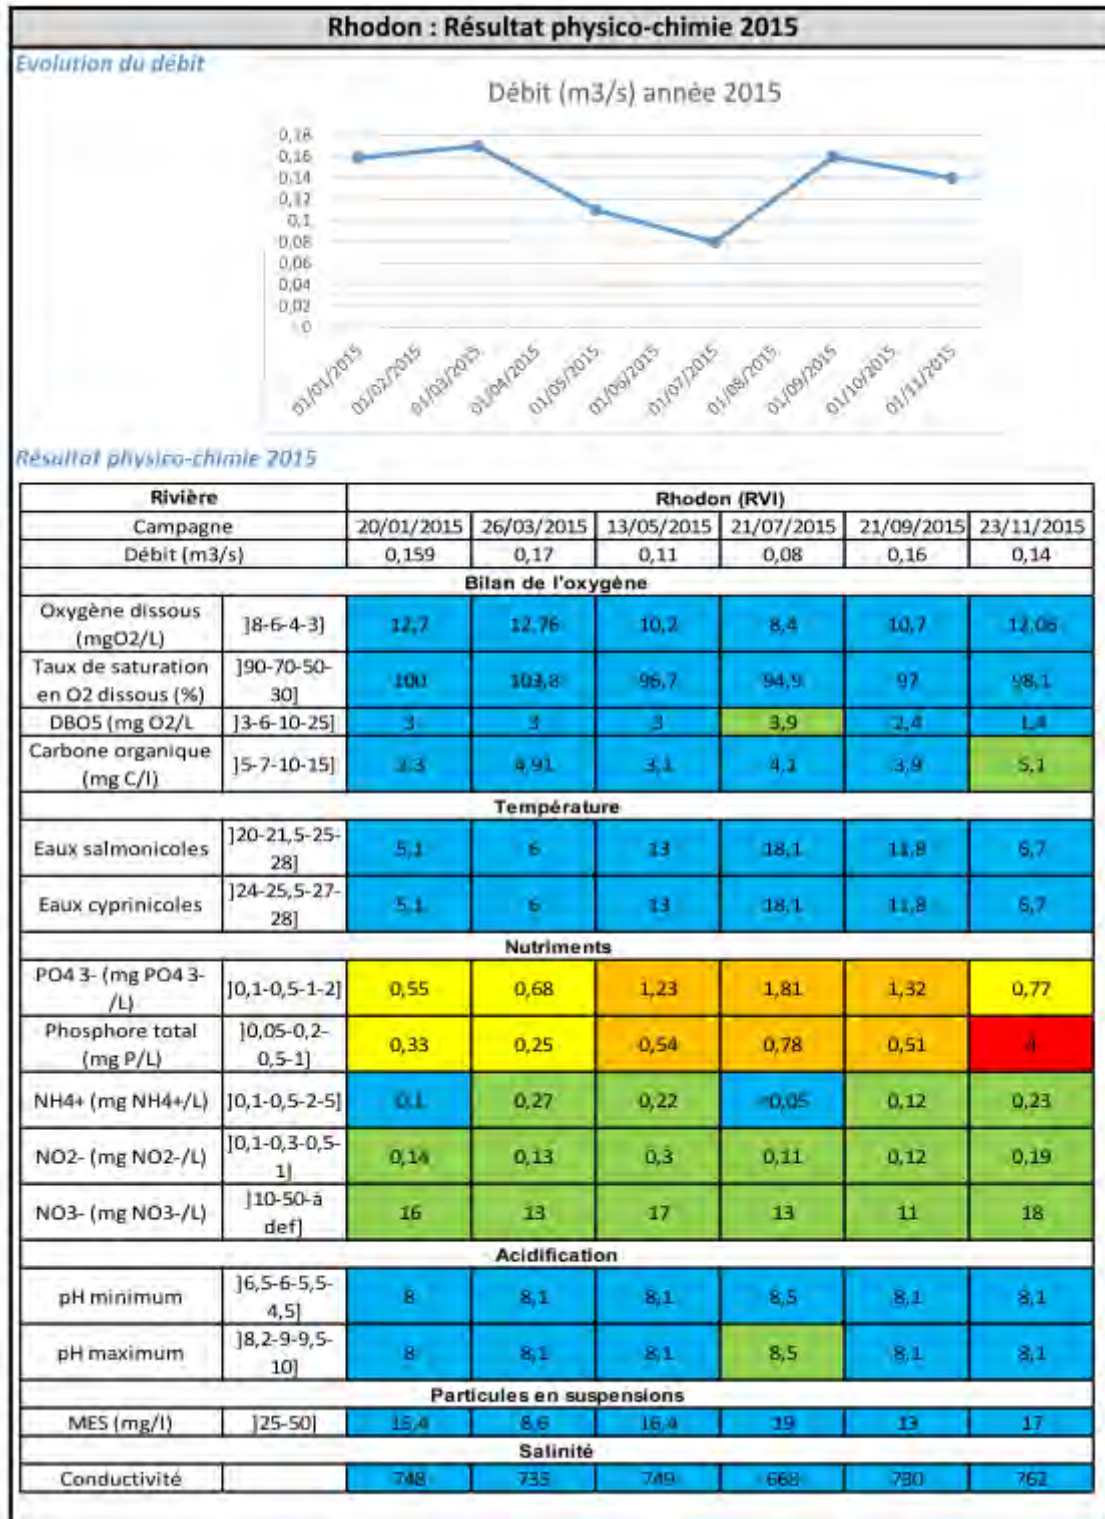 Rhodon : Résultat physico-chimie 2015
Evolution du débit
Débit (m3/s) année 2015
0,18
0,16
0,14
0,12
0,1
0,08
0,06
0,04
0,02
0
01/01/2015 01/02/2015 01/03/2015 01/04/2015 01/05/2015 01/06/2015 01/07/2015 01/08/2015 01/09/2015 01/10/2015 01/11/2015
Résultat physico-chimie 2015
Rivière Rhodon (RVI)
Campagne 20/01/2015 26/03/2015 13/05/2015 21/07/2015 21/09/2015 23/11/2015
Débit (m3/s) 0,159 0,17 0,11 0,08 0,16 0,14
Bilan de l'oxygène
Oxygène dissous
(mgO2/L) ]8-6-4-3] 12,7 12,76 10,2 8,4 10,7 12,06
Taux de saturation
en O2 dissous (%) ]90-70-50-
30] 100 103,8 96,7 94,9 97 98,1
DBO5 (mg O2/L ]3-6-10-25] 3 3 3 3,9 2,4 1,4
Carbone organique
(mg C/l) ]5-7-10-15] 3,3 4,91 3,1 4,1 3,9 5,1
Température
Eaux salmonicoles ]20-21,5-25-
28] 5,1 6 13 18,1 11,8 6,7
Eaux cyprinicoles ]24-25,5-27-
28] 5,1 6 13 18,1 11,8 6,7
Nutriments
PO4 3- (mg PO4 3-
/L) ]0,1-0,5-1-2] 0,55 0,68 1,23 1,81 1,32 0,77
Phosphore total
(mg P/L) ]0,05-0,2-
0,5-1] 0,33 0,25 0,54 0,78 0,51 4
NH4+ (mg NH4+/L) ]0,1-0,5-2-5] 0,1 0,27 0,22 <0,05 0,12 0,23
NO2- (mg NO2-/L) ]0,1-0,3-0,5-
1] 0,14 0,13 0,3 0,11 0,12 0,19
NO3- (mg NO3-/L) ]10-50-à
def] 16 13 17 13 11 18
Acidification
pH minimum ]6,5-6-5,5-
4,5] 8 8,1 8,1 8,5 8,1 8,1
pH maximum ]8,2-9-9,5-
10] 8 8,1 8,1 8,5 8,1 8,1
Particules en suspensions
MES (mg/l) ]25-50] 8,6 16,4 19 13 17
Salinité
Conductivité 748 735 749 668 762